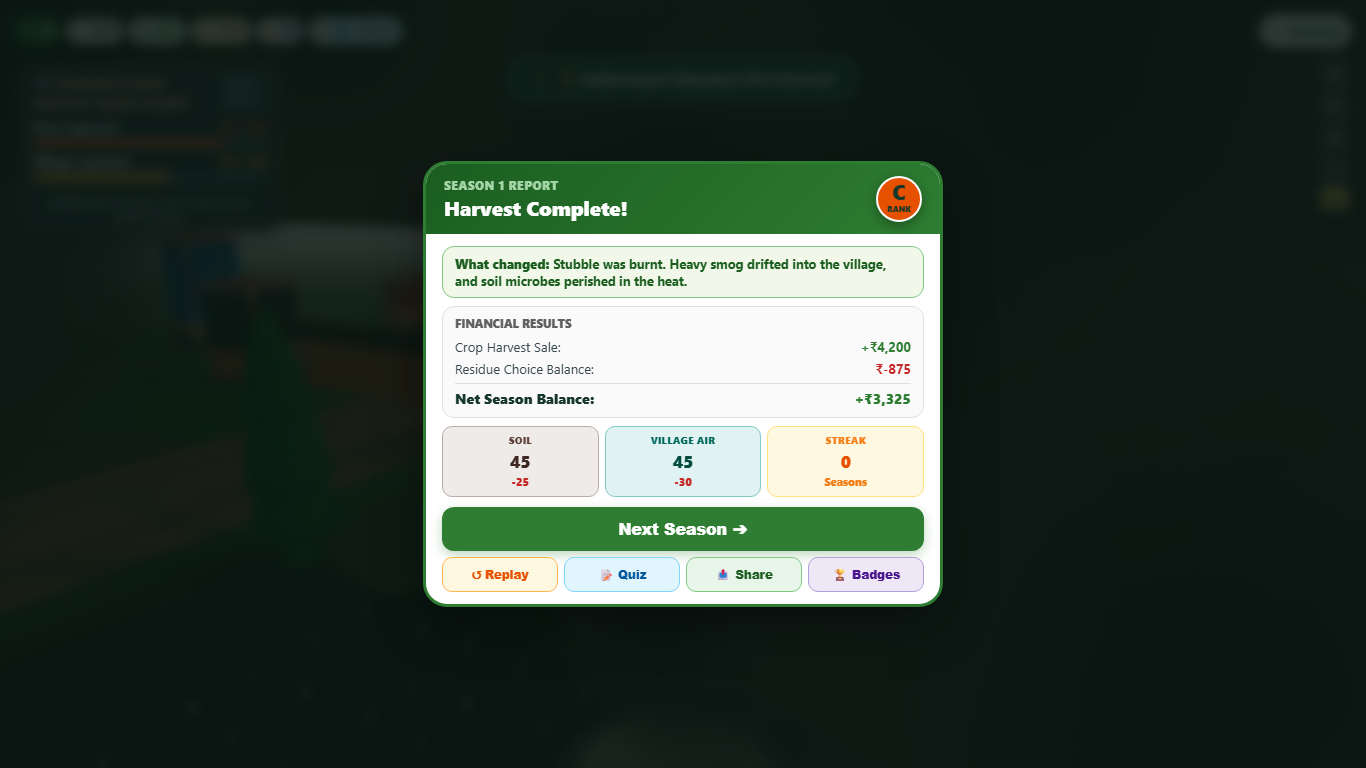 SEASON 1 REPORT
Harvest Complete!
C
RANK
What changed: Stubble was burnt. Heavy smog drifted into the village,
and soil microbes perished in the heat.
FINANCIAL RESULTS
Crop Harvest Sale: +₹4,200
Residue Choice Balance: ₹-875
Net Season Balance: +₹3,325
SOIL
45
-25
VILLAGE AIR
45
-30
STREAK
0
Seasons
Next Season ➔
↺ Replay
Quiz
Share
Badges